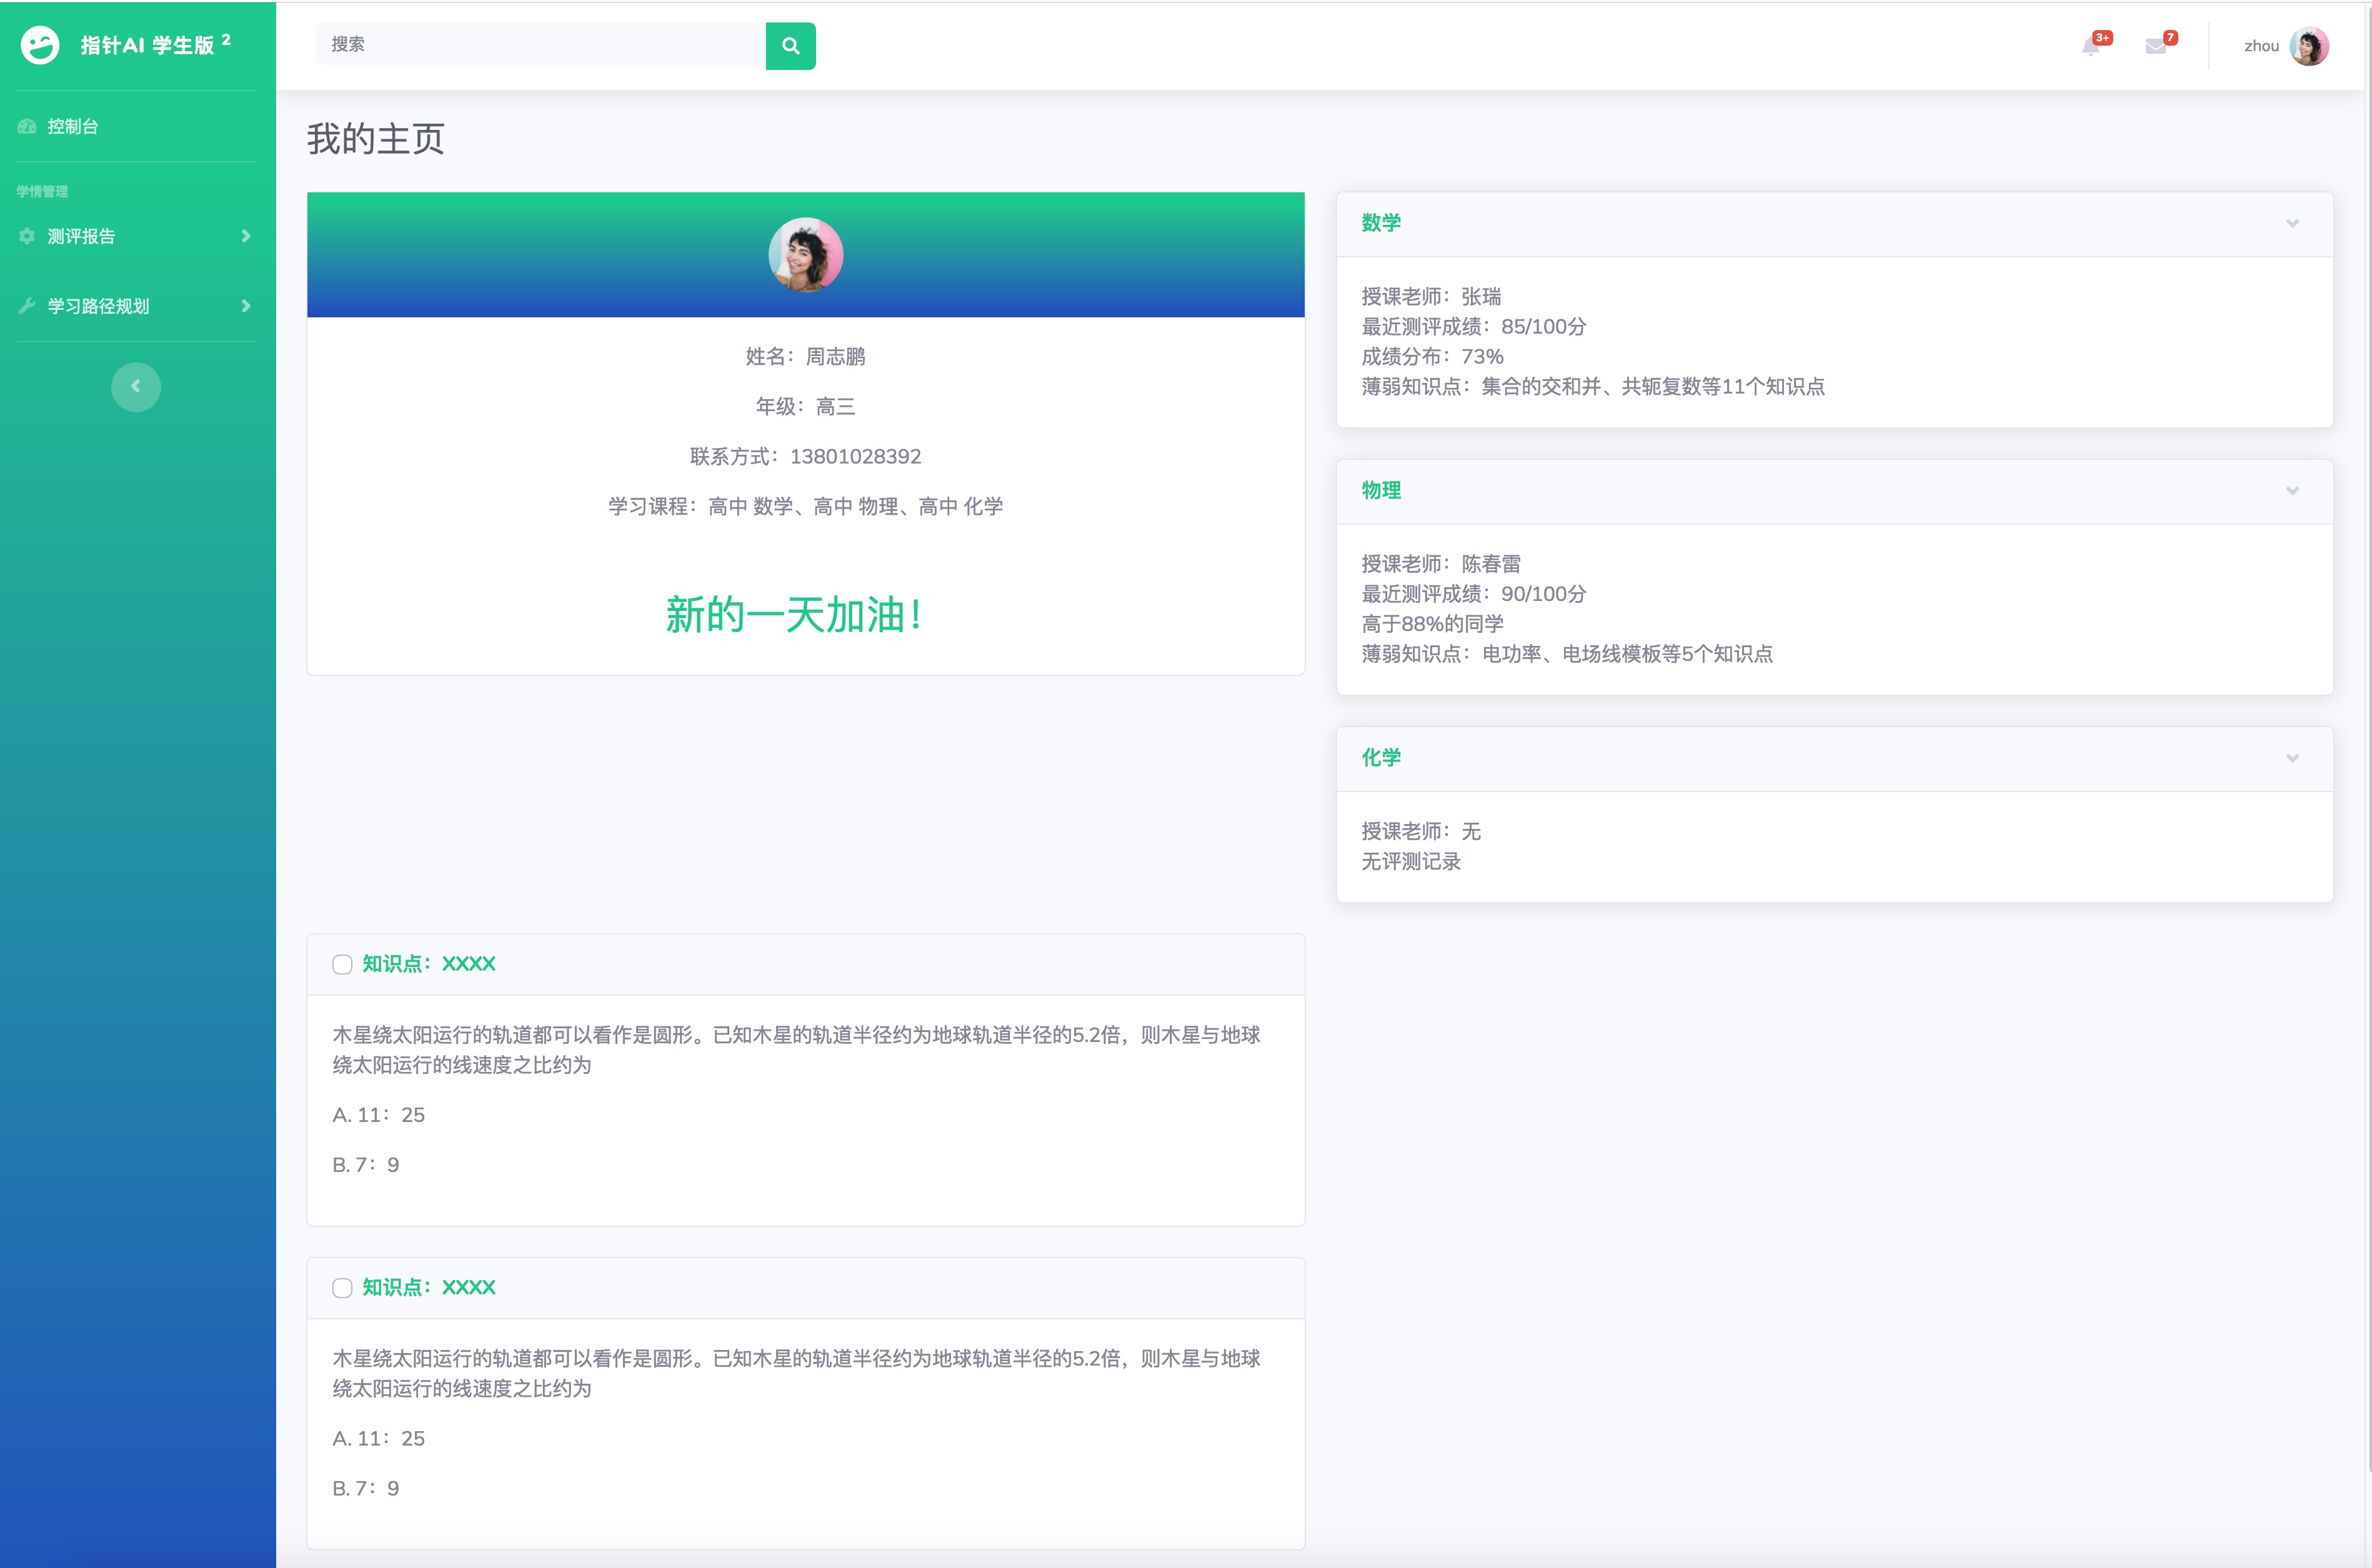 指针AI 学生版 2
控制台
学情管理
测评报告
学习路径规划
搜索
3+
7
zhou
我的主页
姓名：周志鹏
年级：高三
联系方式：13801028392
学习课程：高中 数学、高中 物理、高中 化学
新的一天加油！
数学
授课老师：张瑞
最近测评成绩：85/100分
成绩分布：73%
薄弱知识点：集合的交和并、共轭复数等11个知识点
物理
授课老师：陈春雷
最近测评成绩：90/100分
高于88%的同学
薄弱知识点：电功率、电场线模板等5个知识点
化学
授课老师：无
无评测记录
知识点：XXXX
木星绕太阳运行的轨道都可以看作是圆形。已知木星的轨道半径约为地球轨道半径的5.2倍，则木星与地球
绕太阳运行的线速度之比约为
A. 11：25
B. 7：9
知识点：XXXX
木星绕太阳运行的轨道都可以看作是圆形。已知木星的轨道半径约为地球轨道半径的5.2倍，则木星与地球
绕太阳运行的线速度之比约为
A. 11：25
B. 7：9